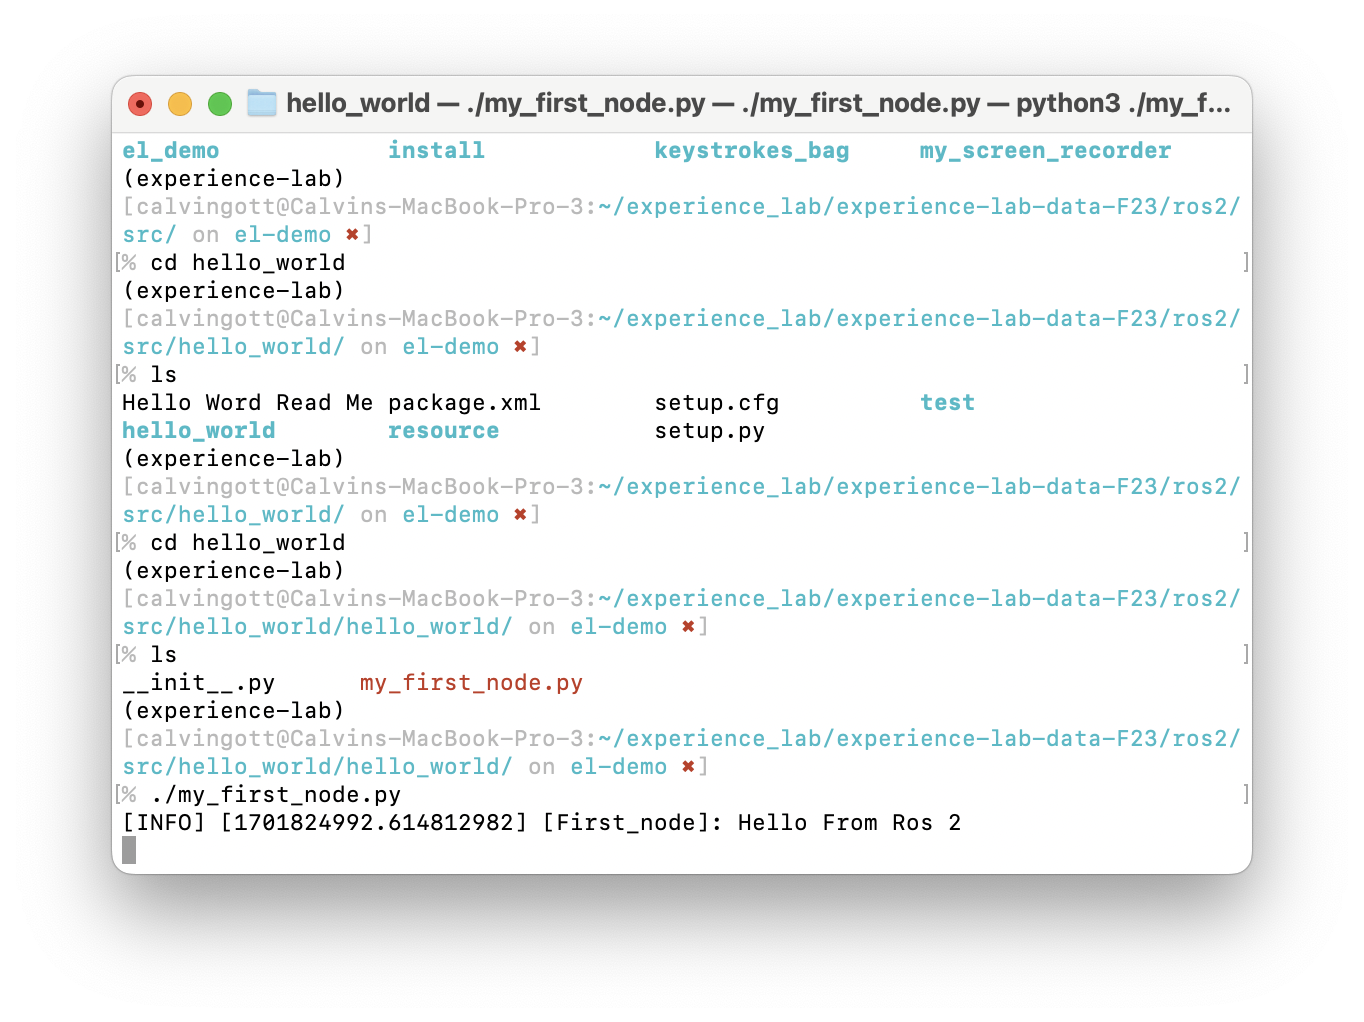 hello_world — ./my_first_node.py — ./my_first_node.py — python3 ./my_f...
el_demo install keystrokes_bag my_screen_recorder
(experience-lab)
[calvingott@Calvins-MacBook-Pro-3:~/experience_lab/experience-lab-data-F23/ros2/
src/ on el-demo ✖]
[% cd hello_world ]
(experience-lab)
[calvingott@Calvins-MacBook-Pro-3:~/experience_lab/experience-lab-data-F23/ros2/
src/hello_world/ on el-demo ✖]
[% ls ]
Hello Word Read Me package.xml setup.cfg test
hello_world resource setup.py
(experience-lab)
[calvingott@Calvins-MacBook-Pro-3:~/experience_lab/experience-lab-data-F23/ros2/
src/hello_world/ on el-demo ✖]
[% cd hello_world ]
(experience-lab)
[calvingott@Calvins-MacBook-Pro-3:~/experience_lab/experience-lab-data-F23/ros2/
src/hello_world/hello_world/ on el-demo ✖]
[% ls ]
__init__.py my_first_node.py
(experience-lab)
[calvingott@Calvins-MacBook-Pro-3:~/experience_lab/experience-lab-data-F23/ros2/
src/hello_world/hello_world/ on el-demo ✖]
[% ./my_first_node.py ]
[INFO] [1701824992.614812982] [First_node]: Hello From Ros 2